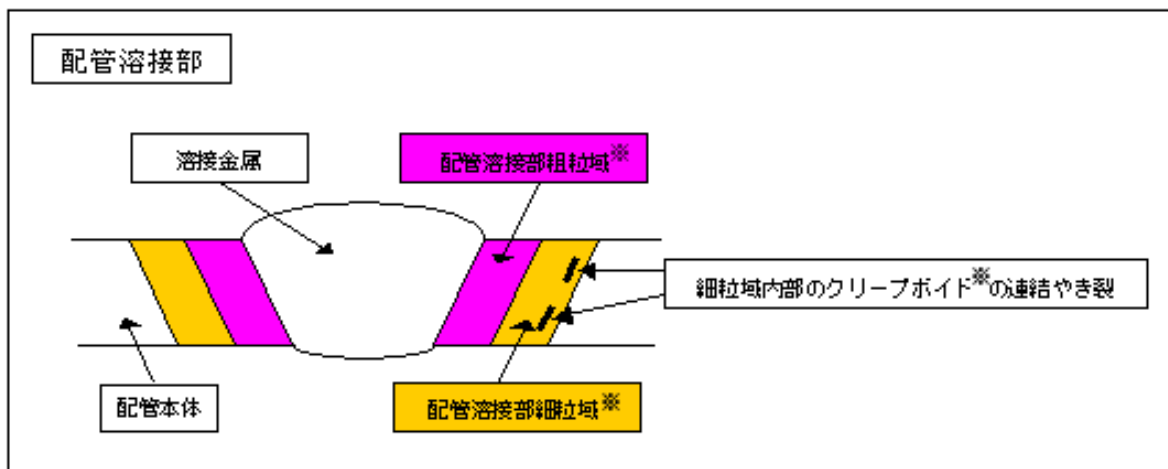 配管溶接部
溶接金属
配管溶接部粗粒域※
細粒域内部のクリープボイド※の連結やき裂
配管本体
配管溶接部細粒域※